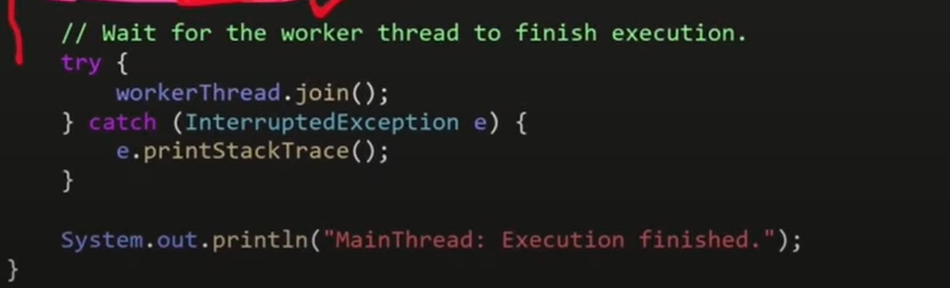 // Wait for the worker thread to finish execution.
try {
workerThread.join();
} catch (InterruptedException e) {
e.printStackTrace();
}
System.out.println("MainThread: Execution finished.");
}